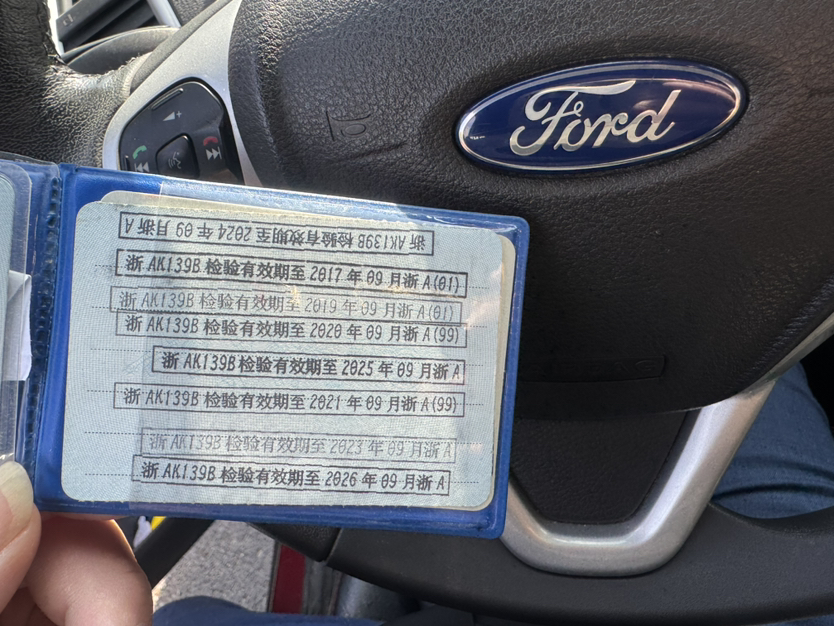 Ford
浙 AK139B 检验有效期至 2024 年 09 月浙 A
浙 AK139B 检验有效期至 2017 年 09 月浙 A(01)
浙 AK139B 检验有效期至 2019 年 09 月浙 A(01)
浙 AK139B 检验有效期至 2020 年 09 月浙 A(99)
浙 AK139B 检验有效期至 2025 年 09 月浙 A
浙 AK139B 检验有效期至 2021 年 09 月浙 A(99)
浙 AK139B 检验有效期至 2023 年 09 月浙 A
浙 AK139B 检验有效期至 2026 年 09 月浙 A